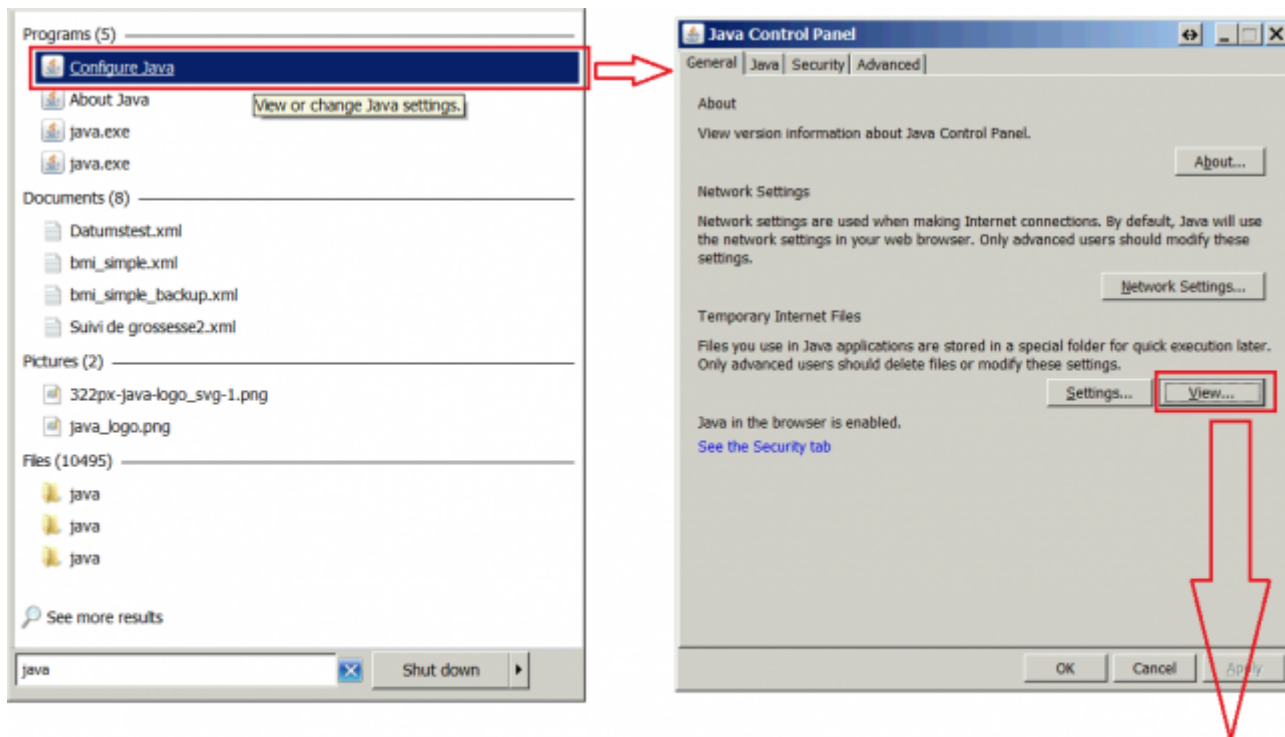 Programs (5)
Configure Java
About Java
View or change Java settings.
java.exe
java.exe
Documents (8)
Datumstest.xml
bmi_simple.xml
bmi_simple_backup.xml
Suivi de grossesse2.xml
Pictures (2)
322px-java-logo_svg-1.png
java_logo.png
Files (10495)
java
java
java
See more results
java
Shut down
Java Control Panel
General Java Security Advanced
About
View version information about Java Control Panel.
About...
Network Settings
Network settings are used when making Internet connections. By default, Java will use
the network settings in your web browser. Only advanced users should modify these
settings.
Network Settings...
Temporary Internet Files
Files you use in Java applications are stored in a special folder for quick execution later.
Only advanced users should delete files or modify these settings.
Settings... View...
Java in the browser is enabled.
See the Security tab
OK Cancel Apply